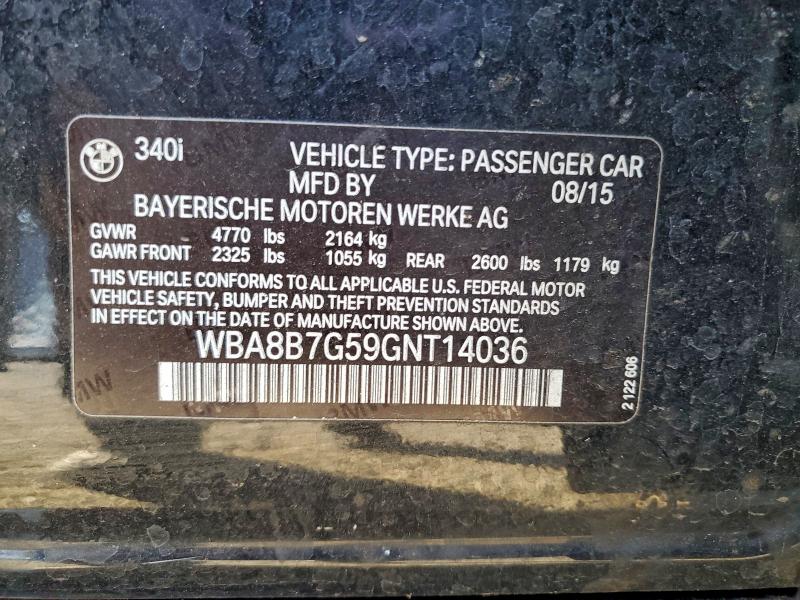 340i VEHICLE TYPE: PASSENGER CAR
MFD BY 08/15
BAYERISCHE MOTOREN WERKE AG
GVWR 4770 lbs 2164 kg
GAWR FRONT 2325 lbs 1055 kg REAR 2600 lbs 1179 kg
THIS VEHICLE CONFORMS TO ALL APPLICABLE U.S. FEDERAL MOTOR
VEHICLE SAFETY, BUMPER AND THEFT PREVENTION STANDARDS
IN EFFECT ON THE DATE OF MANUFACTURE SHOWN ABOVE.
WBA8B7G59GNT14036
2 122 606